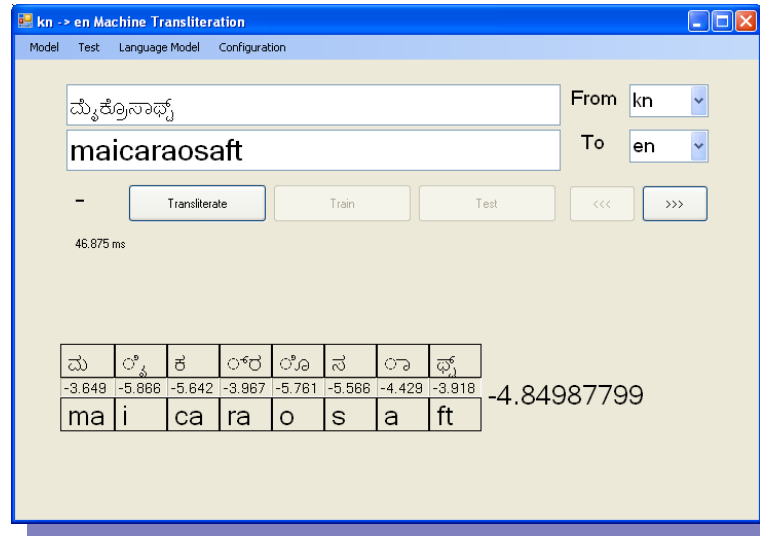 kn -> en Machine Transliteration
Model Test Language Model Configuration
ಮೈಕ್ರೊಸಾಫ್ಟ್ From kn
maicaraosaft To en
- Transliterate Train Test <<< >>>
46.875 ms
ಮ ೈ ಕ ್ರ ೊ ಸ ಾ ಫ್ಟ್
-3.649 -5.866 -5.642 -3.967 -5.761 -5.566 -4.429 -3.918 -4.84987799
ma i ca ra o s a ft